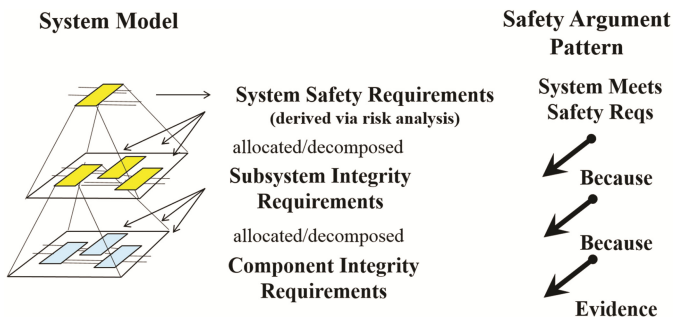 System Model
Safety Argument
Pattern
System Safety Requirements
(derived via risk analysis)
System Meets
Safety Reqs
allocated/decomposed
Subsystem Integrity
Requirements
Because
allocated/decomposed
Because
Component Integrity
Requirements
Evidence